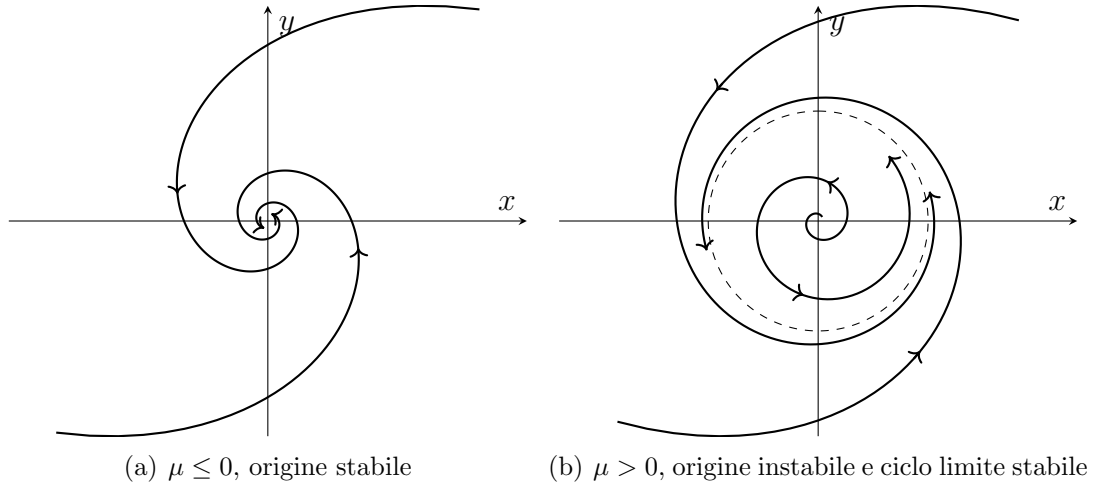 y
x
y
x
(a) μ ≤ 0, origine stabile
(b) μ > 0, origine instabile e ciclo limite stabile